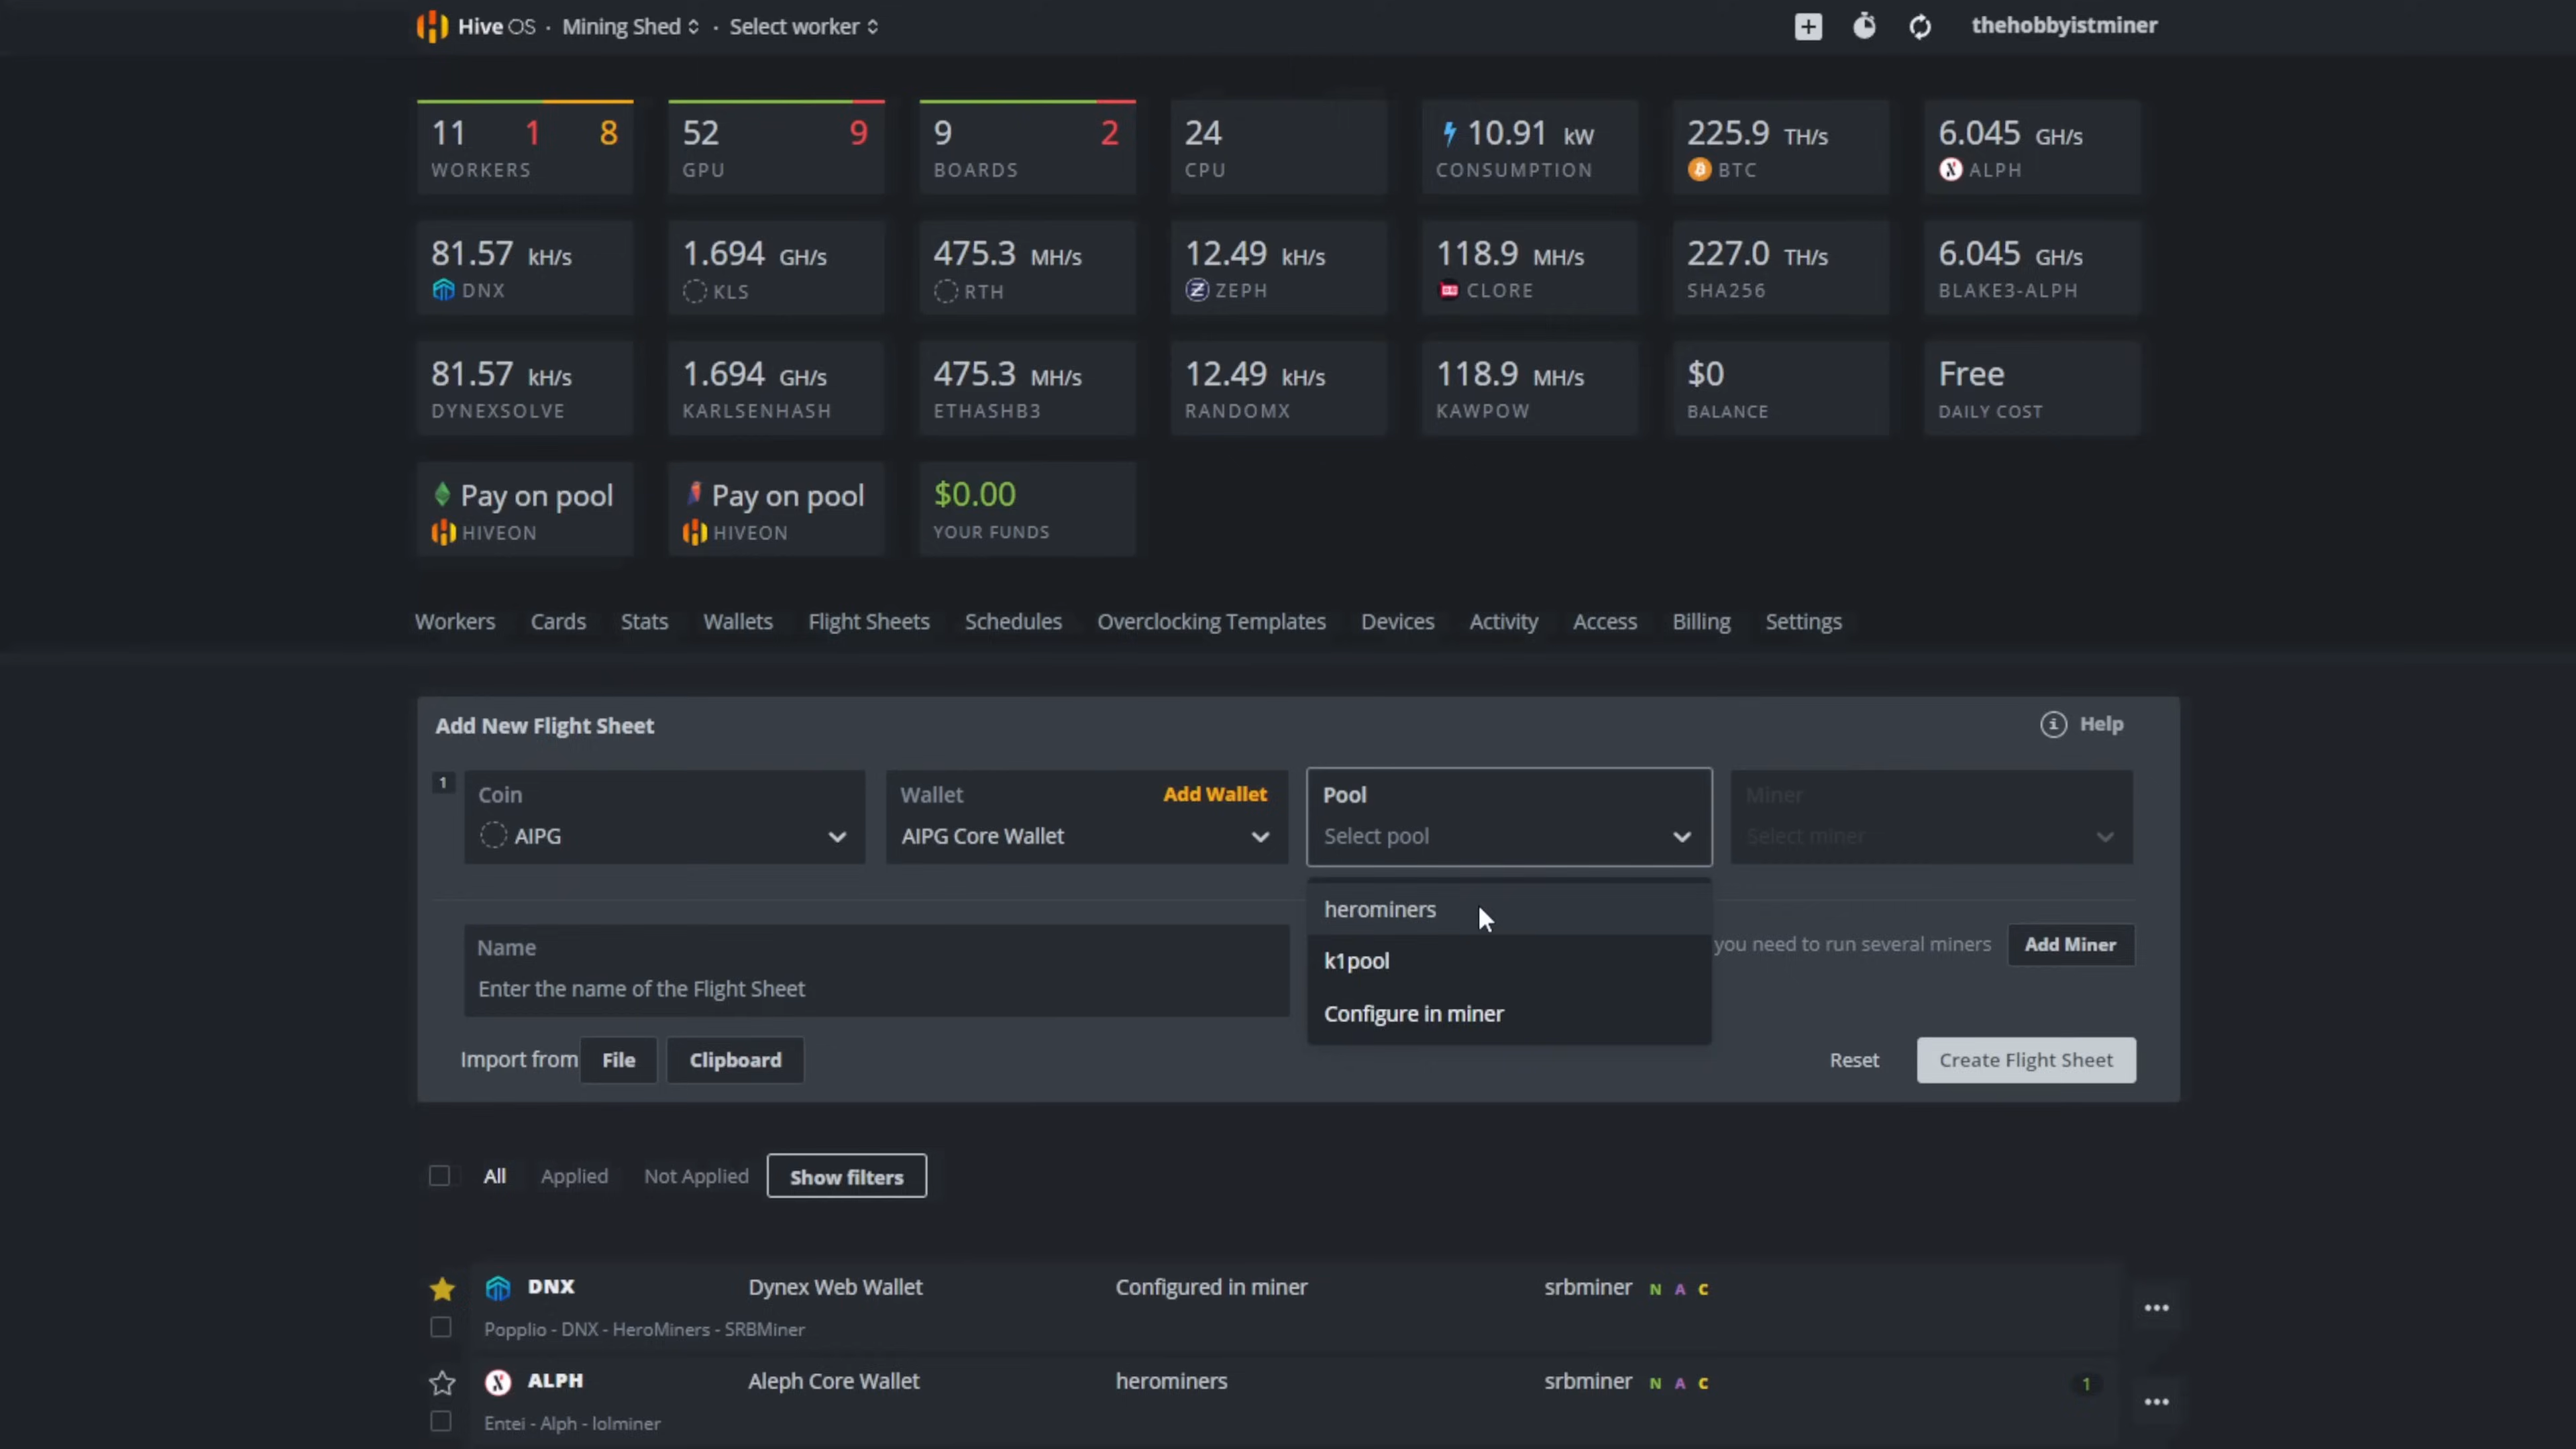 Hive OS · Mining Shed · Select worker thehobbyistminer
11 1 8
WORKERS
52 9
GPU
9 2
BOARDS
24
CPU
10.91 kW
CONSUMPTION
225.9 TH/s
BTC
6.045 GH/s
ALPH
81.57 kH/s
DNX
1.694 GH/s
KLS
475.3 MH/s
RTH
12.49 kH/s
ZEPH
118.9 MH/s
CLORE
227.0 TH/s
SHA256
6.045 GH/s
BLAKE3-ALPH
81.57 kH/s
DYNEXSOLVE
1.694 GH/s
KARLSENHASH
475.3 MH/s
ETHASHB3
12.49 kH/s
RANDOMX
118.9 MH/s
KAWPOW
$0
BALANCE
Free
DAILY COST
Pay on pool
HIVEON
Pay on pool
HIVEON
$0.00
YOUR FUNDS
Workers Cards Stats Wallets Flight Sheets Schedules Overclocking Templates Devices Activity Access Billing Settings
Add New Flight Sheet Help
1
Coin
AIPG
Wallet Add Wallet
AIPG Core Wallet
Pool
Select pool
Miner
Select miner
herominers
k1pool
Configure in miner
you need to run several miners Add Miner
Name
Enter the name of the Flight Sheet
Import from File Clipboard Reset Create Flight Sheet
All Applied Not Applied Show filters
DNX Dynex Web Wallet Configured in miner srbminer N A C
Popplio - DNX - HeroMiners - SRBMiner
ALPH Aleph Core Wallet herominers srbminer N A C 1
Entei - Alph - lolminer